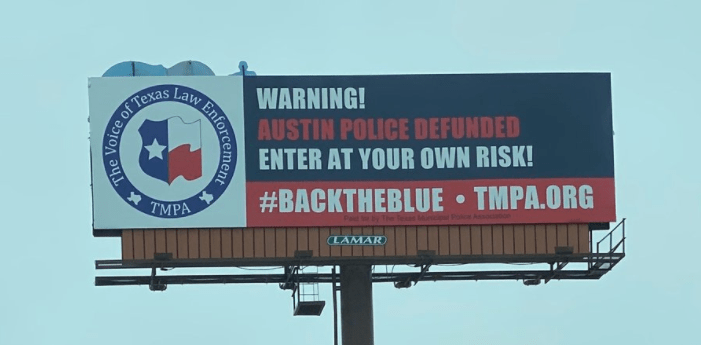 The Voice of Texas Law Enforcement
TMPA
WARNING!
AUSTIN POLICE DEFUNDED
ENTER AT YOUR OWN RISK!
#BACKTHEBLUE • TMPA.ORG
Paid for by The Texas Municipal Police Association
LAMAR